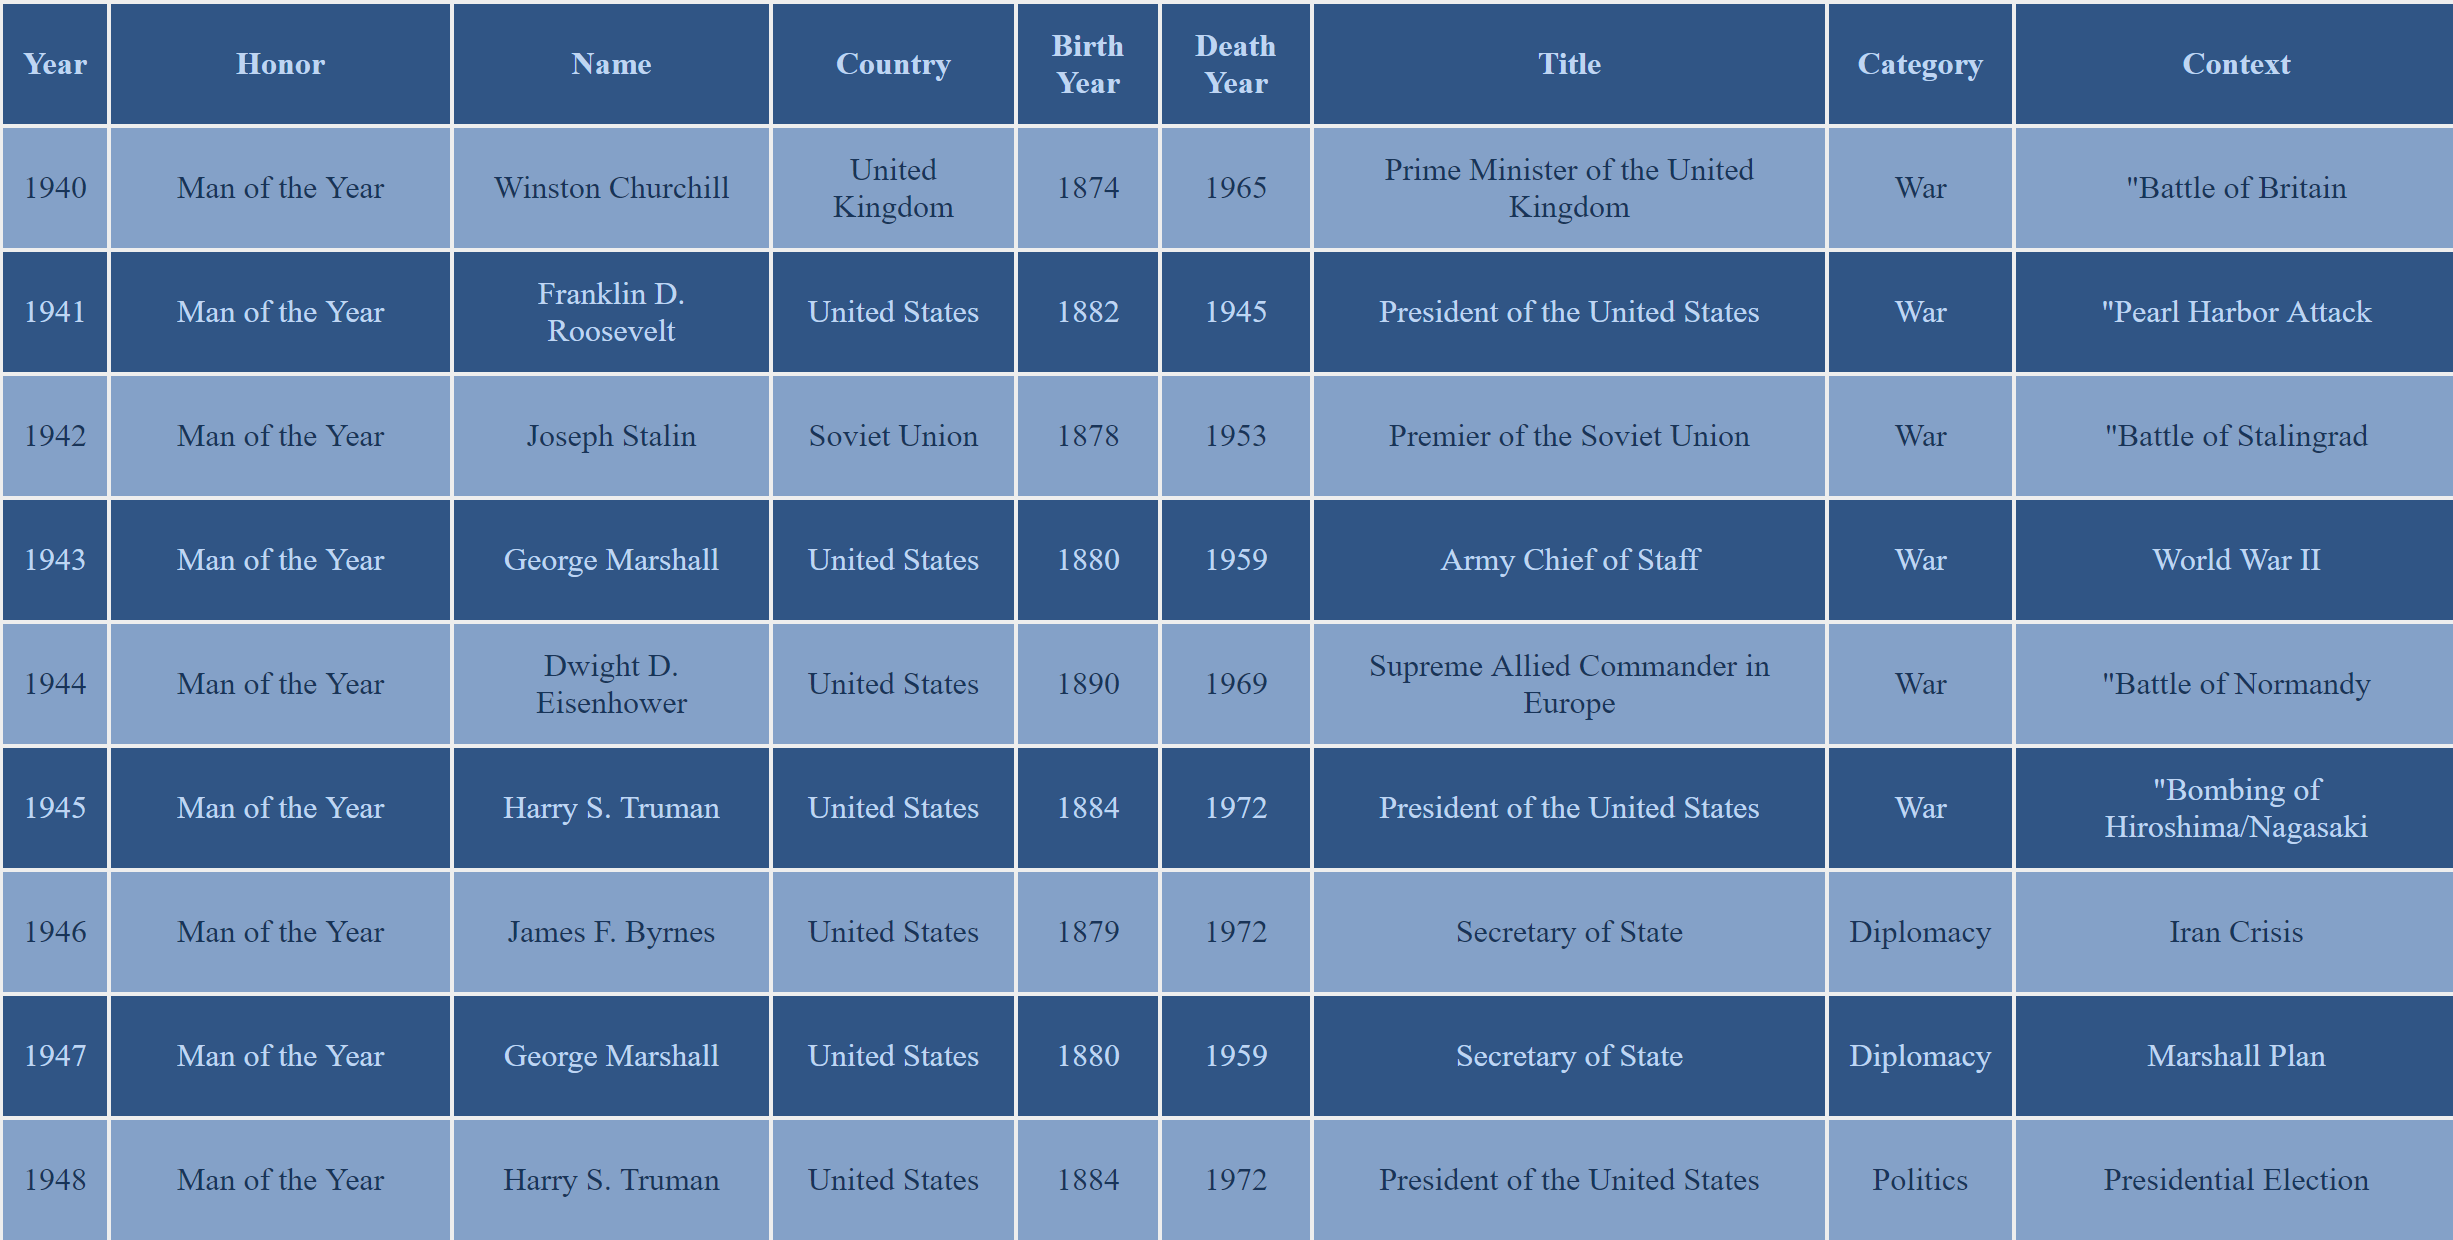 Year Honor Name Country Birth Year Death Year Title Category Context
1940 Man of the Year Winston Churchill United Kingdom 1874 1965 Prime Minister of the United Kingdom War "Battle of Britain
1941 Man of the Year Franklin D. Roosevelt United States 1882 1945 President of the United States War "Pearl Harbor Attack
1942 Man of the Year Joseph Stalin Soviet Union 1878 1953 Premier of the Soviet Union War "Battle of Stalingrad
1943 Man of the Year George Marshall United States 1880 1959 Army Chief of Staff War World War II
1944 Man of the Year Dwight D. Eisenhower United States 1890 1969 Supreme Allied Commander in Europe War "Battle of Normandy
1945 Man of the Year Harry S. Truman United States 1884 1972 President of the United States War "Bombing of Hiroshima/Nagasaki
1946 Man of the Year James F. Byrnes United States 1879 1972 Secretary of State Diplomacy Iran Crisis
1947 Man of the Year George Marshall United States 1880 1959 Secretary of State Diplomacy Marshall Plan
1948 Man of the Year Harry S. Truman United States 1884 1972 President of the United States Politics Presidential Election